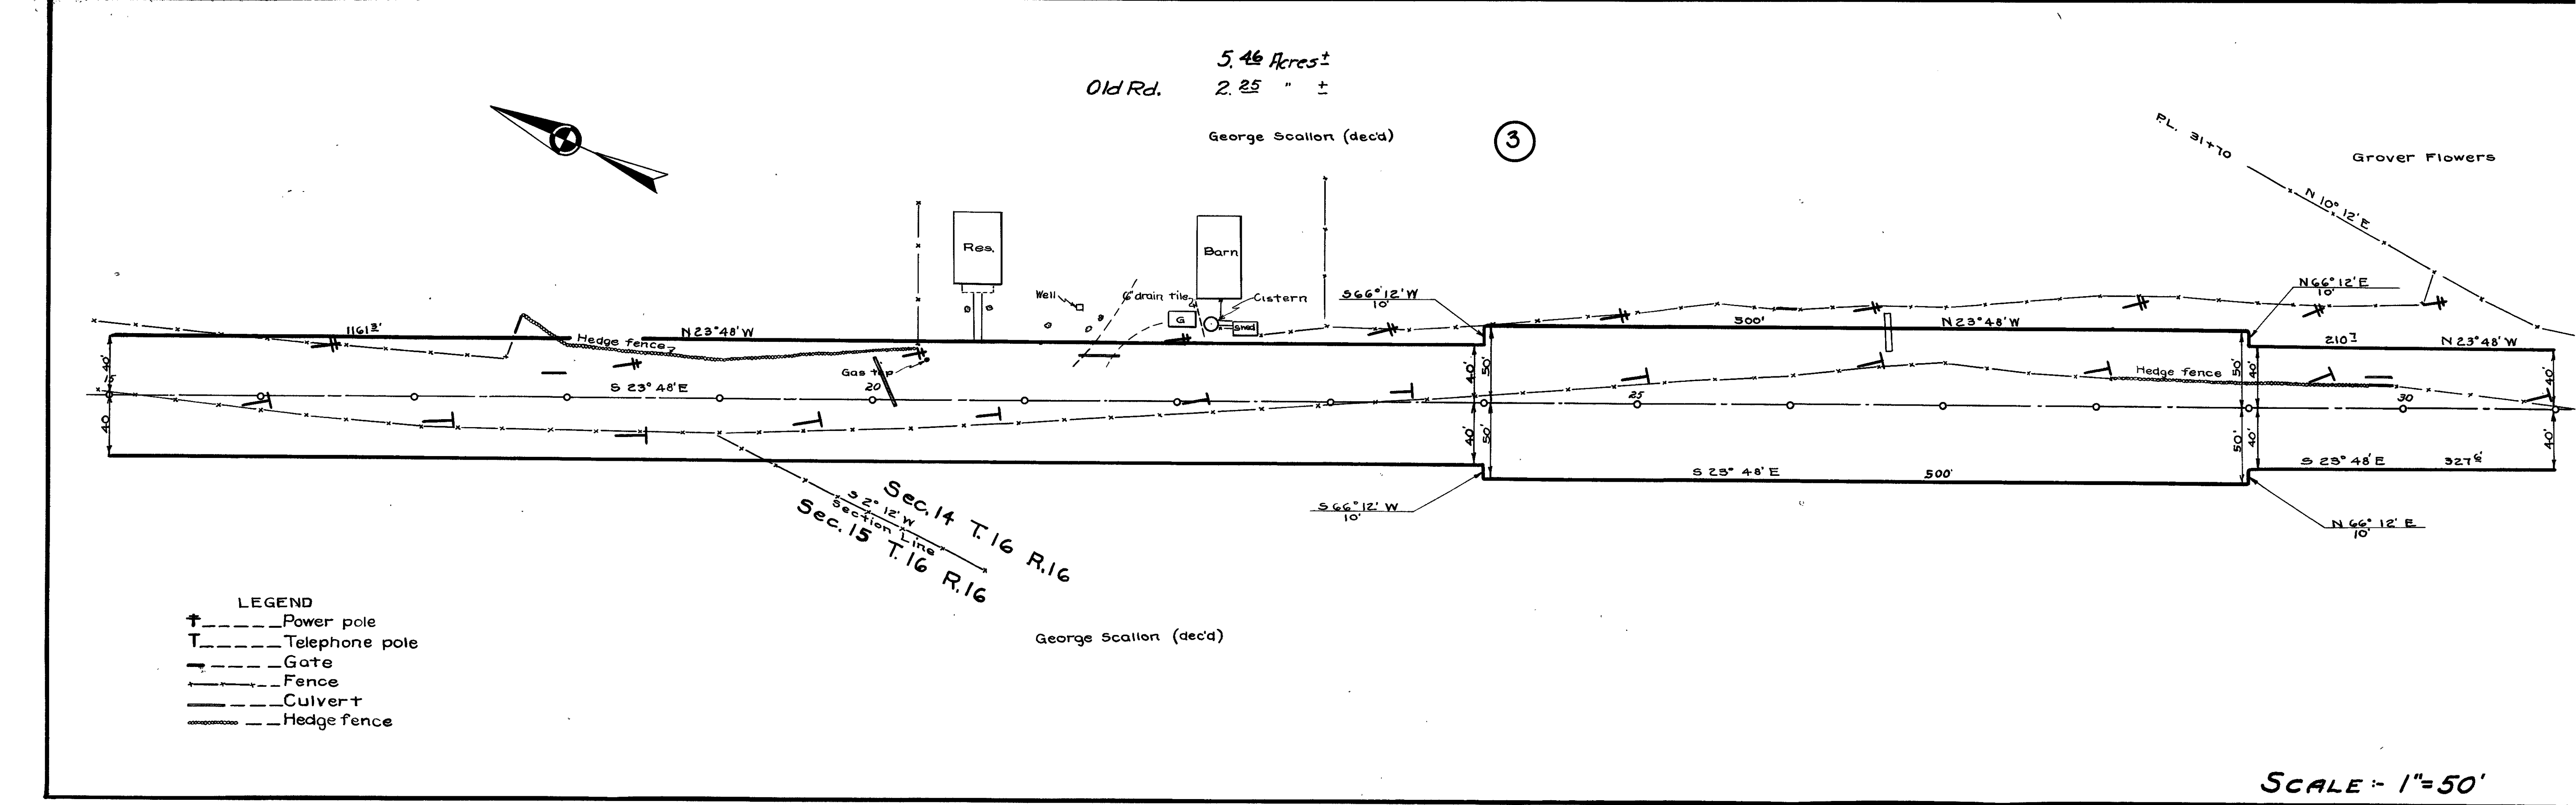 5.46 Acres ±
Old Rd. 2.25 " ±
George Scallon (dec'd)
3
P.L. 31+70
Grover Flowers
N 10° 12' E
Res.
Barn
Well
6" drain tile
Cistern
G
Shed
S 66° 12' W
10'
N 66° 12' E
10'
1161 3'
N 23° 48' W
500'
N 23° 48' W
210 7
N 23° 48' W
Hedge fence
Gas tap
Hedge fence
40'
15
S 23° 48' E
20
40'
50'
25
50'
40'
30
40'
40'
40'
50'
50'
40'
40'
S 23° 48' E
500'
S 23° 48' E
327 6'
S 66° 12' W
10'
N 66° 12' E
10'
Sec. 14 T. 16 R. 16
S 2° 12' W
Section Line
Sec. 15 T. 16 R. 16
George Scallon (dec'd)
LEGEND
Power pole
Telephone pole
Gate
Fence
Culvert
Hedge fence
SCALE :- 1"=50'